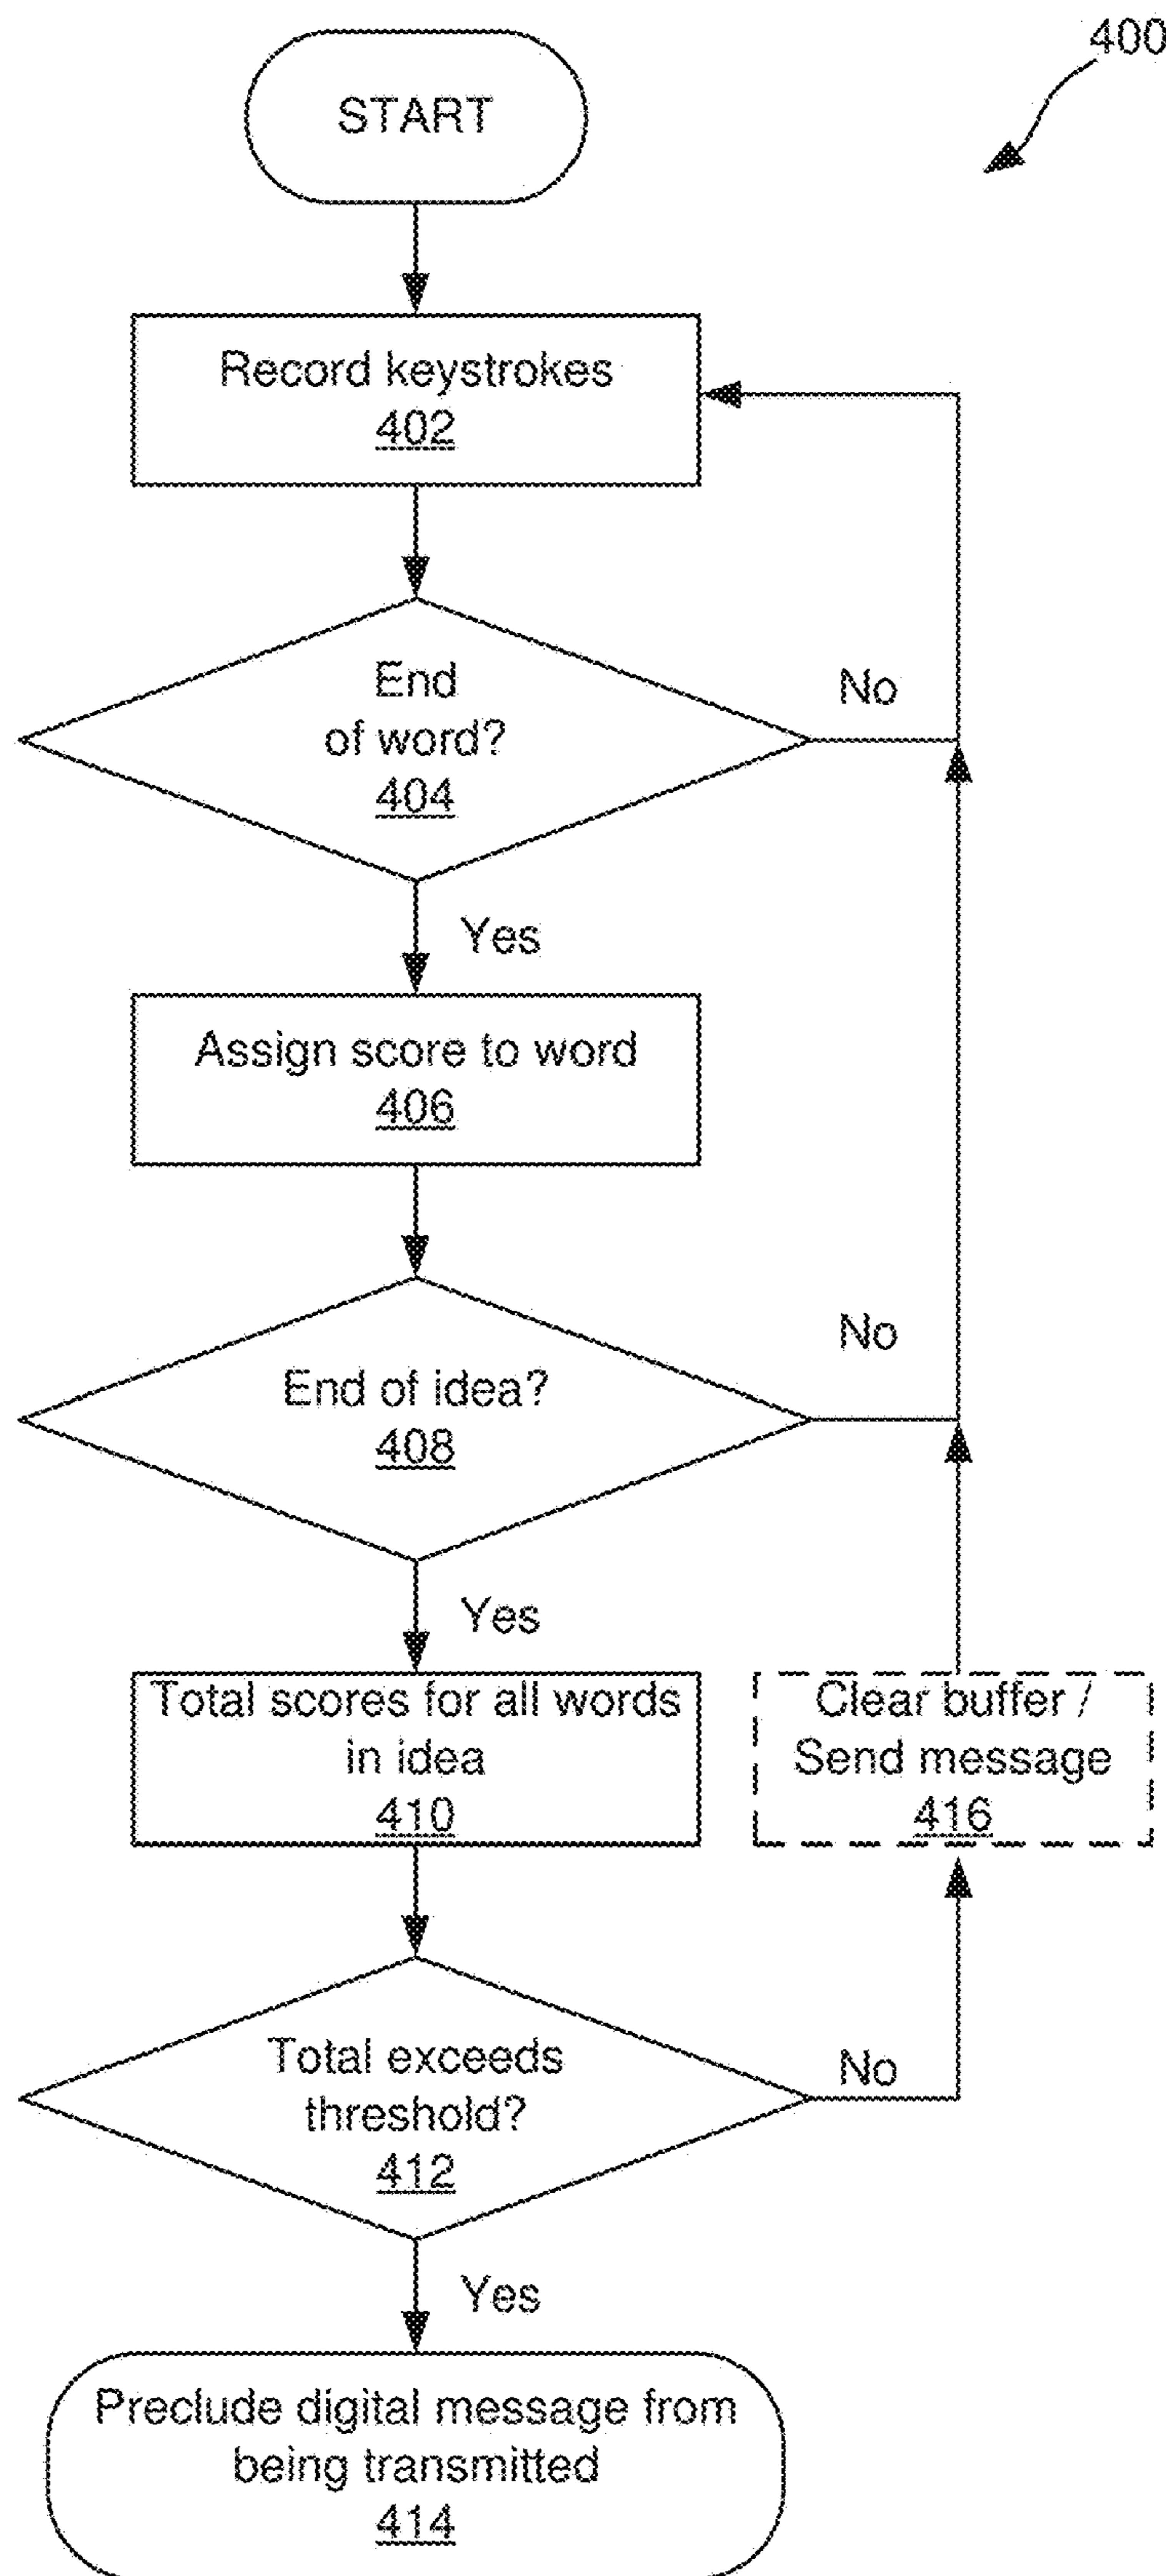 400
START
Record keystrokes
402
End
of word?
404
No
Yes
Assign score to word
406
End of idea?
408
No
Yes
Total scores for all words
in idea
410
Clear buffer /
Send message
416
Total exceeds
threshold?
412
No
Yes
Preclude digital message from
being transmitted
414